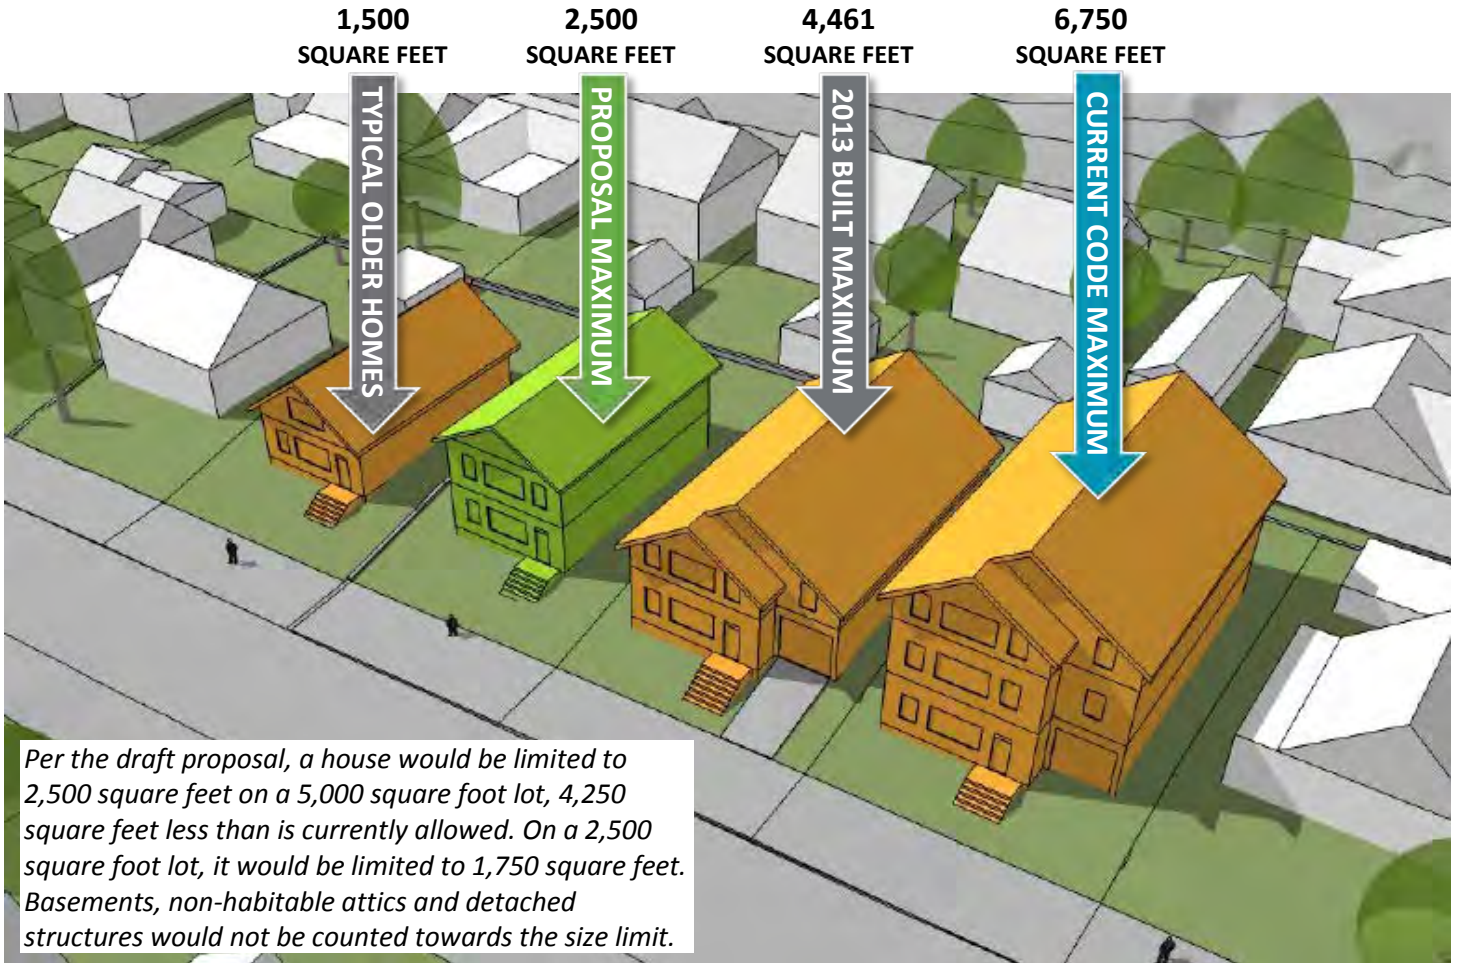 1,500
SQUARE FEET
2,500
SQUARE FEET
4,461
SQUARE FEET
6,750
SQUARE FEET
TYPICAL OLDER HOMES
PROPOSAL MAXIMUM
2013 BUILT MAXIMUM
CURRENT CODE MAXIMUM
Per the draft proposal, a house would be limited to
2,500 square feet on a 5,000 square foot lot, 4,250
square feet less than is currently allowed. On a 2,500
square foot lot, it would be limited to 1,750 square feet.
Basements, non-habitable attics and detached
structures would not be counted towards the size limit.